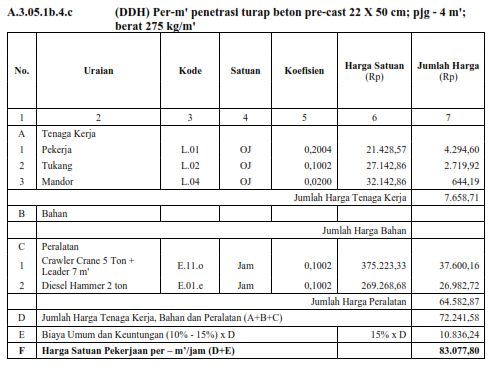 A.3.05.1b.4.c (DDH) Per-m' penetrasi turap beton pre-cast 22 X 50 cm; pjg - 4 m';
berat 275 kg/m'
No. Uraian Kode Satuan Koefisien Harga Satuan (Rp) Jumlah Harga (Rp)
1 2 3 4 5 6 7
A Tenaga Kerja
1 Pekerja L.01 OJ 0,2004 21.428,57 4.294,60
2 Tukang L.02 OJ 0,1002 27.142,86 2.719,92
3 Mandor L.04 OJ 0,0200 32.142,86 644,19
Jumlah Harga Tenaga Kerja 7.658,71
B Bahan
Jumlah Harga Bahan
C Peralatan
1 Crawler Crane 5 Ton + Leader 7 m' E.11.o Jam 0,1002 375.223,33 37.600,16
2 Diesel Hammer 2 ton E.01.e Jam 0,1002 269.268,68 26.982,72
Jumlah Harga Peralatan 64.582,87
D Jumlah Harga Tenaga Kerja, Bahan dan Peralatan (A+B+C) 72.241,58
E Biaya Umum dan Keuntungan (10% - 15%) x D 15% x D 10.836,24
F Harga Satuan Pekerjaan per – m'/jam (D+E) 83.077,80